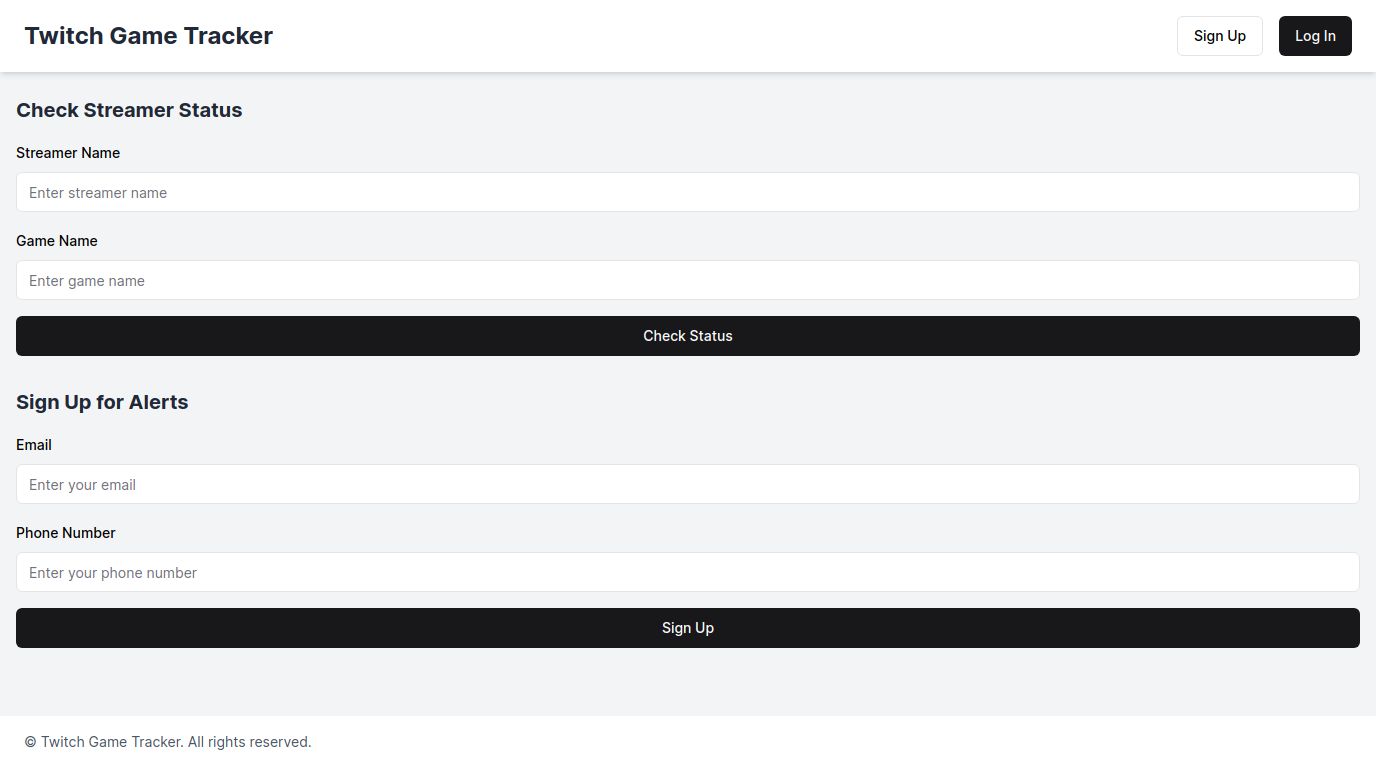 Twitch Game Tracker
Sign Up
Log In
Check Streamer Status
Streamer Name
Enter streamer name
Game Name
Enter game name
Check Status
Sign Up for Alerts
Email
Enter your email
Phone Number
Enter your phone number
Sign Up
© Twitch Game Tracker. All rights reserved.